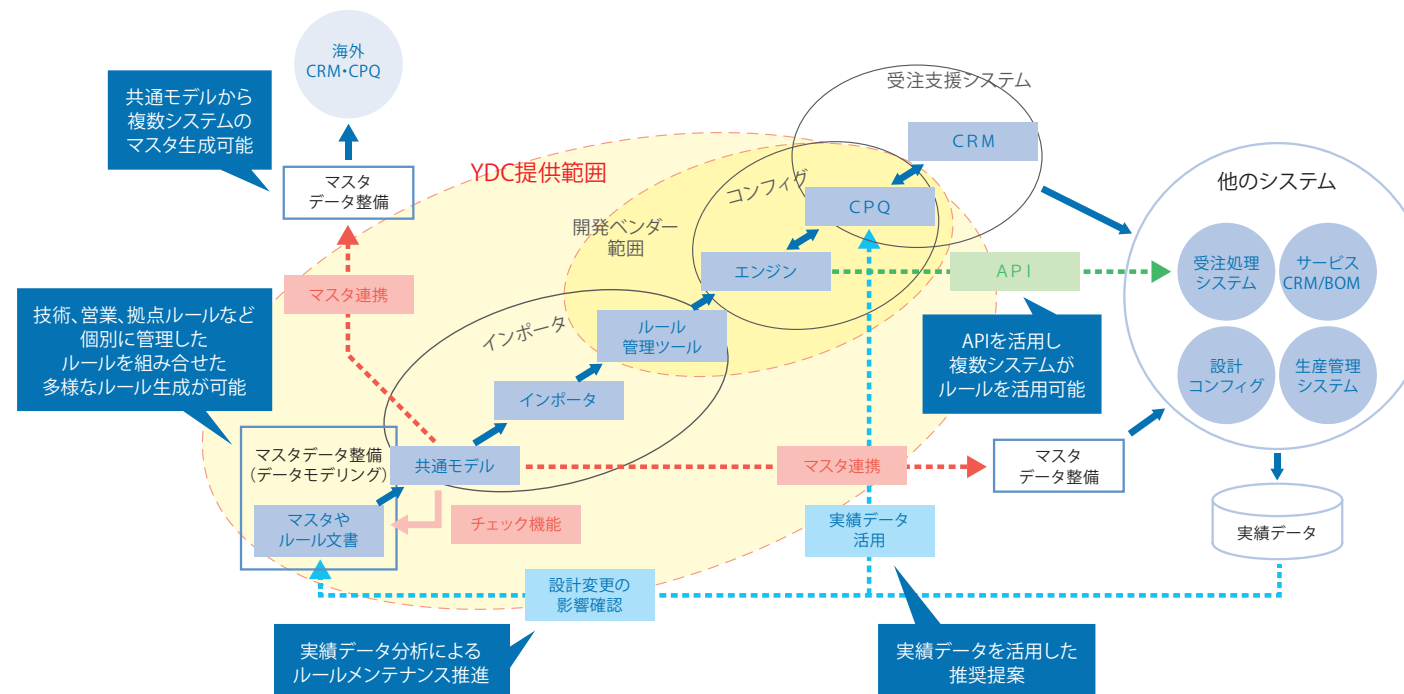 海外
CRM・CPQ
共通モデルから
複数システムの
マスタ生成可能
マスタ
データ整備
受注支援システム
CRM
YDC提供範囲
コンフィグ
CPQ
開発ベンダー
範囲
エンジン
API
他のシステム
受注処理
システム
サービス
CRM/BOM
設計
コンフィグ
生産管理
システム
マスタ連携
技術、営業、拠点ルールなど
個別に管理した
ルールを組み合せた
多様なルール生成が可能
インポータ
ルール
管理ツール
APIを活用し
複数システムが
ルールを活用可能
インポータ
マスタデータ整備
（データモデリング）
共通モデル
マスタ連携
マスタ
データ整備
マスタや
ルール文書
チェック機能
実績データ
活用
実績データ
設計変更の
影響確認
実績データ分析による
ルールメンテナンス推進
実績データを活用した
推奨提案